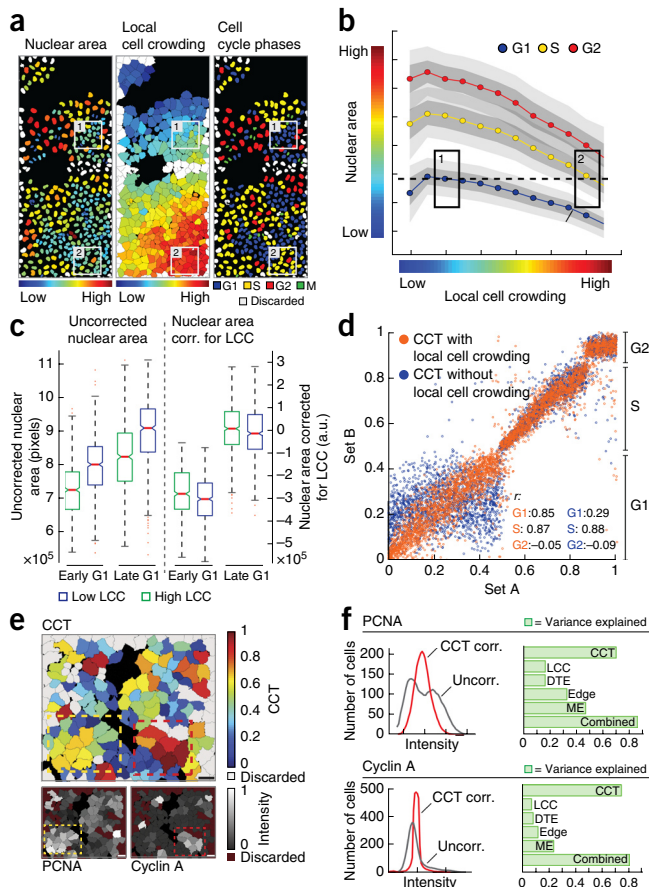 a
Nuclear area
Local
cell crowding
Cell
cycle phases
1
1
1
2
2
2
Low
High
Low
High
G1
S
G2
M
Discarded
b
High
Nuclear area
Low
G1
S
G2
1
2
Low
High
Local cell crowding
c
Uncorrected
nuclear area
Nuclear area
corr. for LCC
Uncorrected nuclear
area (pixels)
11
10
9
8
7
6
×10⁵
3
2
1
0
−1
−2
−3
−4
−5
×10⁵
Nuclear area corrected
for LCC (a.u.)
Early G1
Late G1
Early G1
Late G1
Low LCC
High LCC
d
CCT with
local cell crowding
CCT without
local cell crowding
Set B
1
0.8
0.6
0.4
0.2
0
0
0.2
0.4
0.6
0.8
1
Set A
G2
S
G1
r:
G1:0.85
G1:0.29
S: 0.87
S: 0.88
G2:−0.05
G2:−0.09
e
CCT
1
0.8
0.6
0.4
0.2
0
CCT
Discarded
1
0
Intensity
Discarded
PCNA
Cyclin A
f
PCNA
= Variance explained
Number of cells
200
150
100
50
0
CCT corr.
Uncorr.
Intensity
CCT
LCC
DTE
Edge
ME
Combined
0
0.2
0.4
0.6
0.8
1
Cyclin A
= Variance explained
Number of cells
500
400
200
0
CCT corr.
Uncorr.
Intensity
CCT
LCC
DTE
Edge
ME
Combined
0
0.2
0.4
0.6
0.8
1